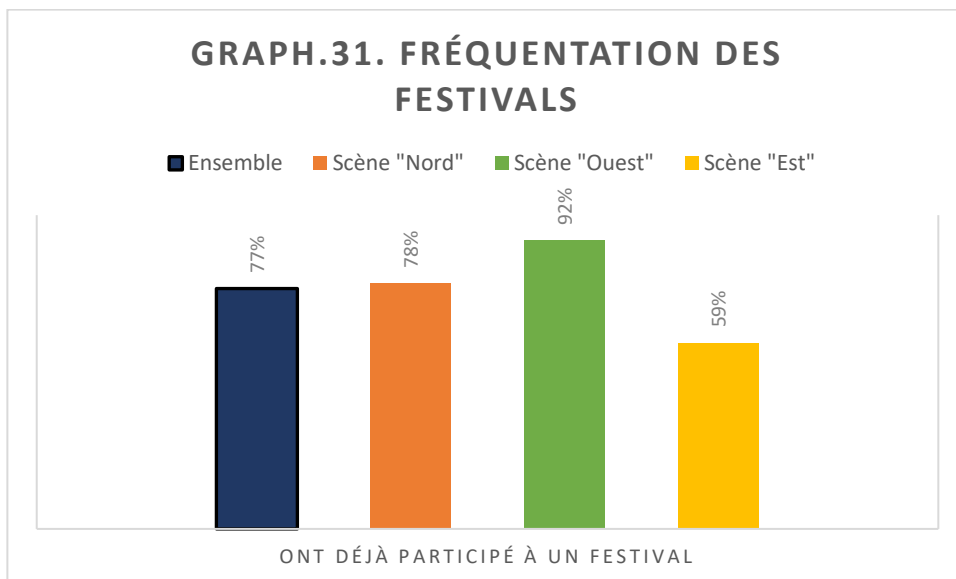 GRAPH.31. FRÉQUENTATION DES
FESTIVALS
Ensemble Scène "Nord" Scène "Ouest" Scène "Est"
77%
78%
92%
59%
ONT DÉJÀ PARTICIPÉ À UN FESTIVAL